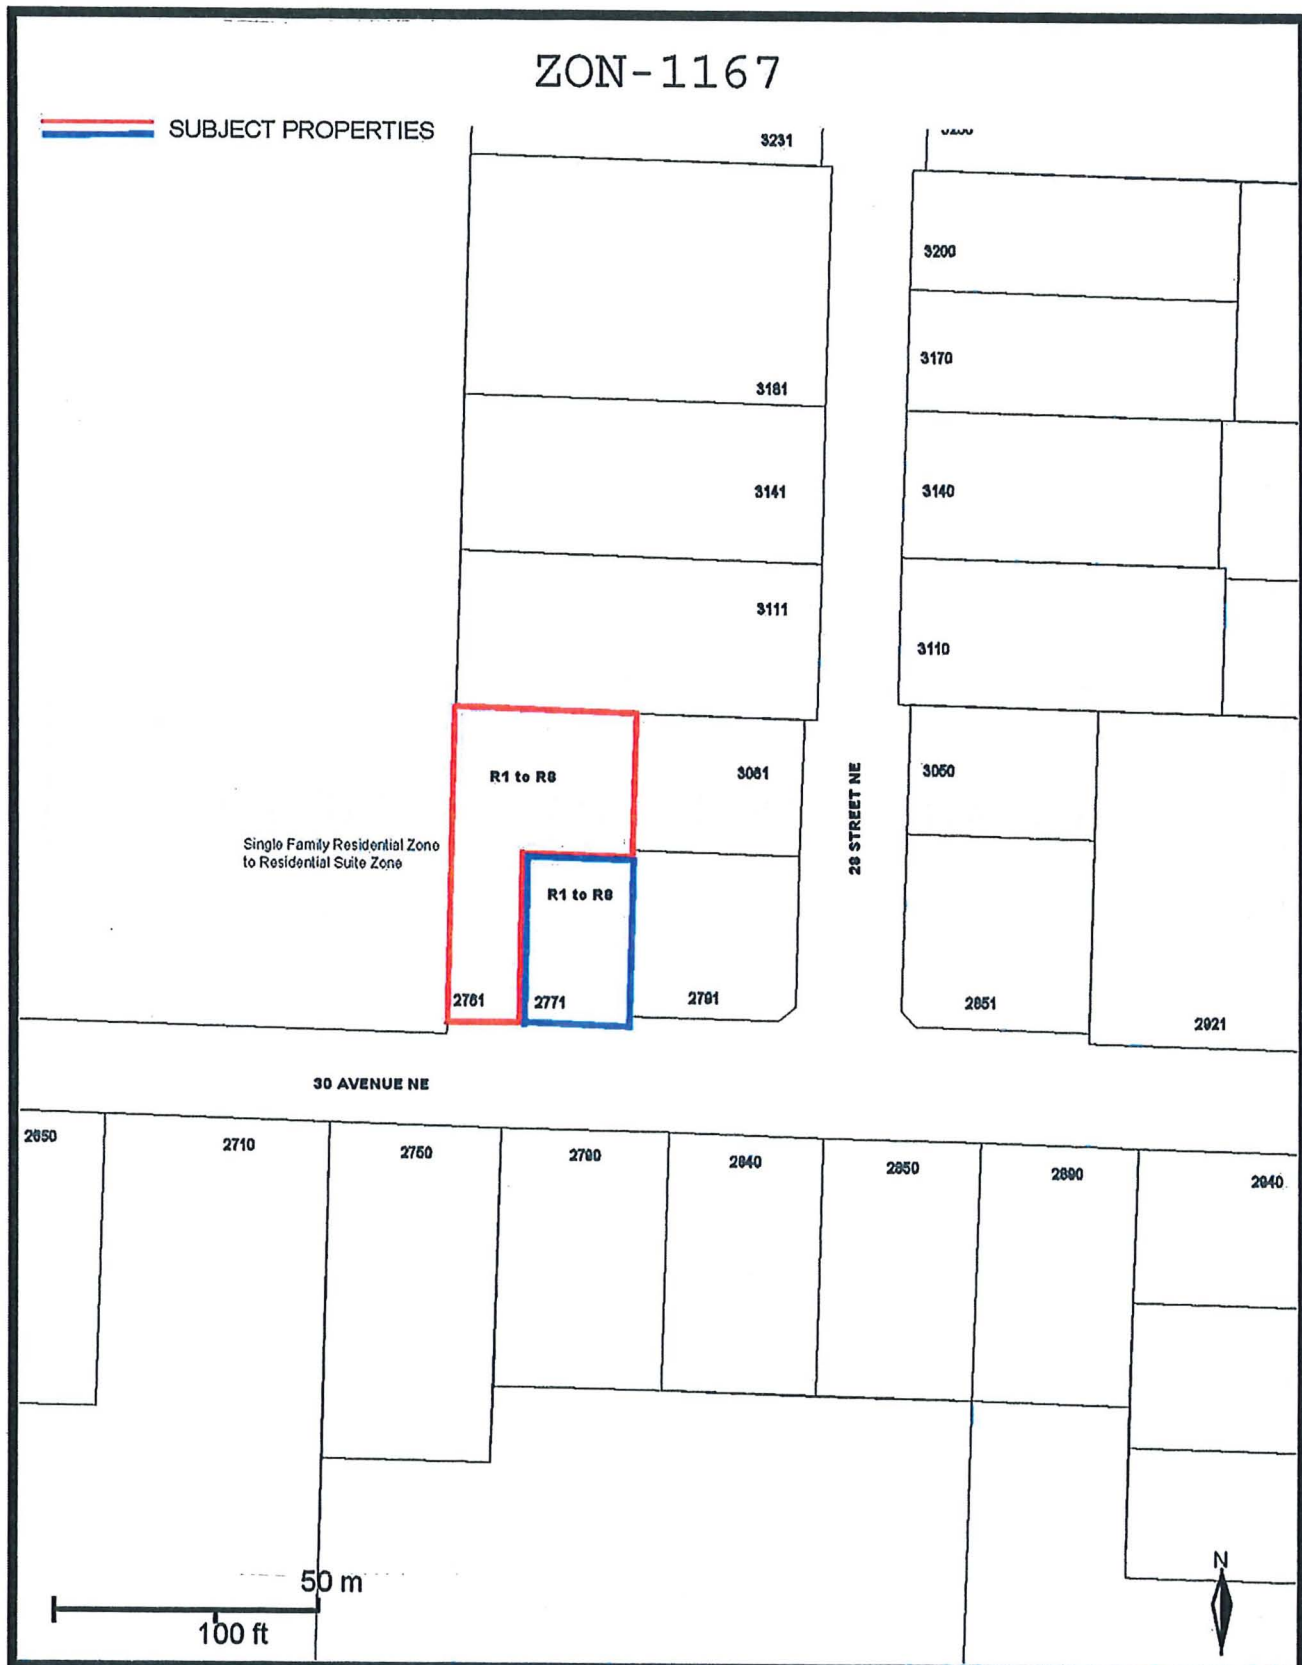 ZON-1167
SUBJECT PROPERTIES
3231
3200
3170
3181
3141
3140
3111
3110
R1 to R8
3081
3050
28 STREET NE
Single Family Residential Zone
to Residential Suite Zone
R1 to R8
2761
2771
2791
2851
2921
30 AVENUE NE
2650
2710
2750
2790
2840
2850
2890
2940
N
50 m
100 ft